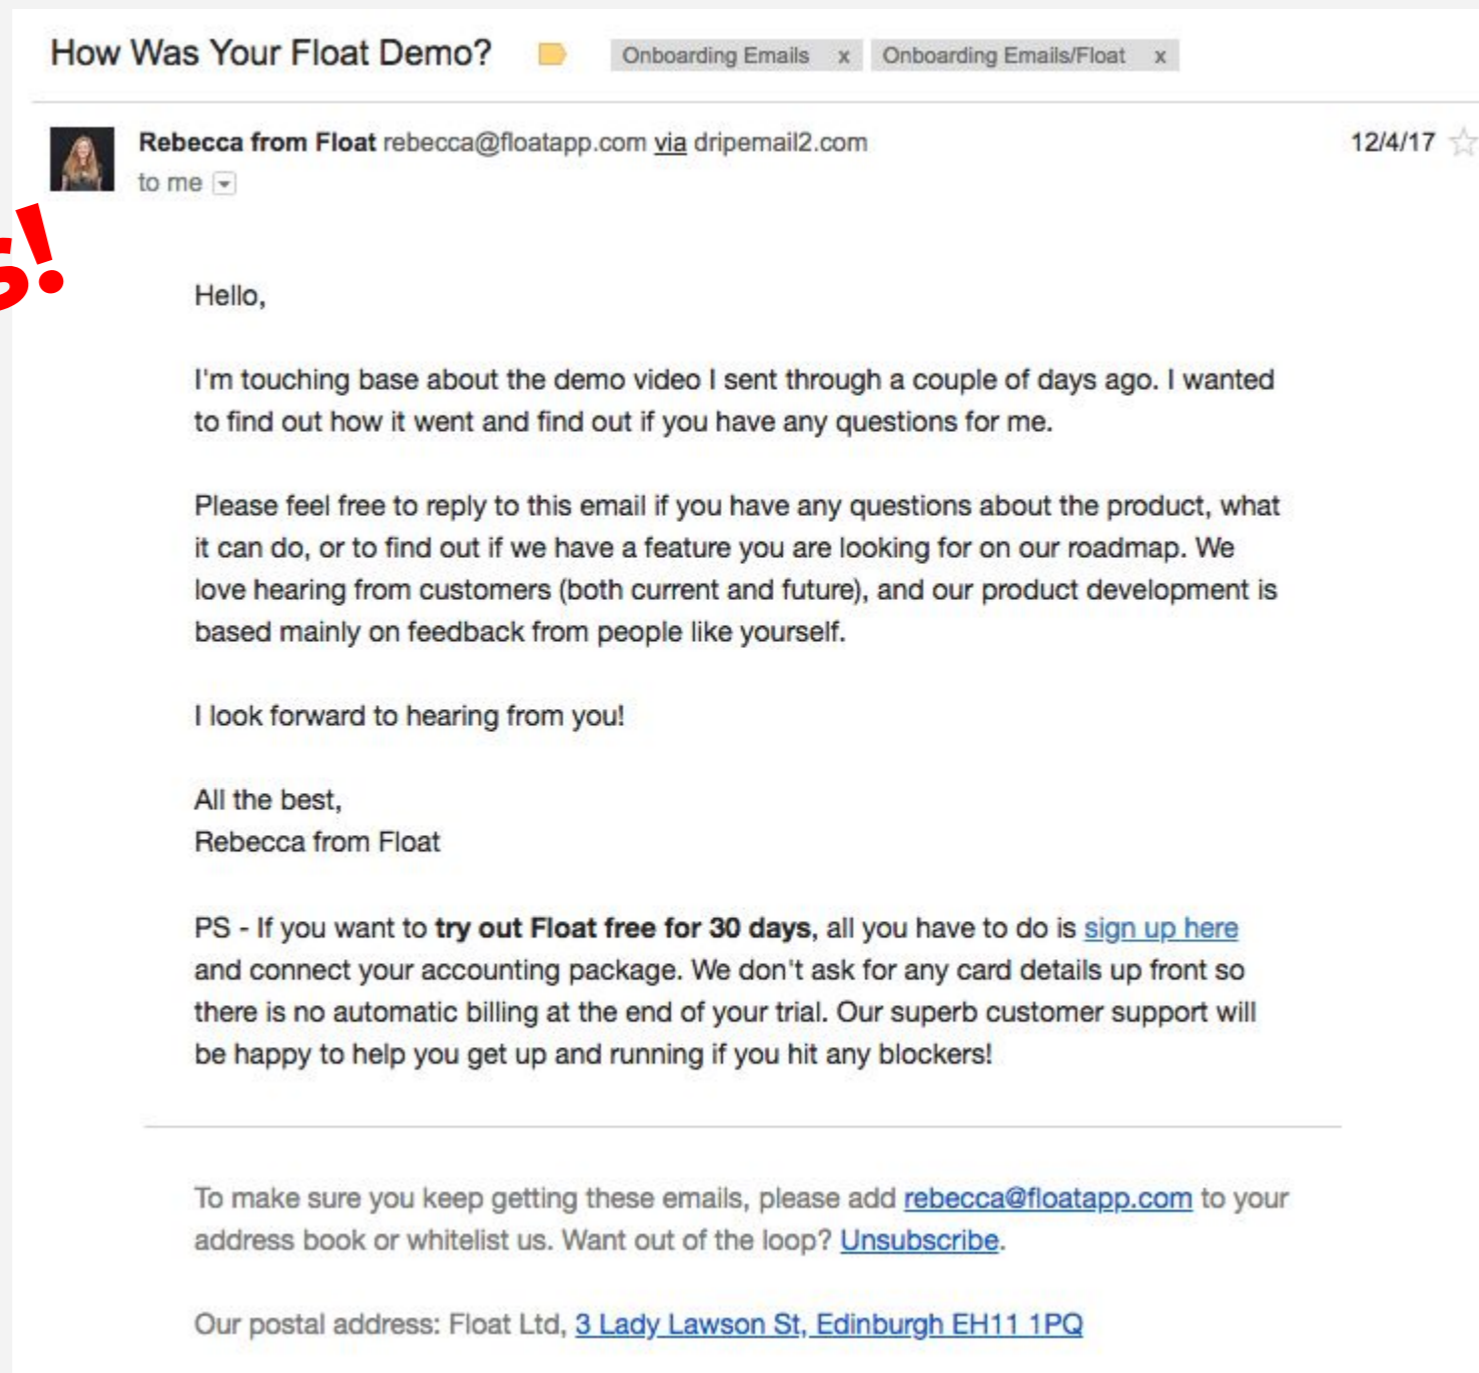 How Was Your Float Demo?
Onboarding Emails x
Onboarding Emails/Float x
Rebecca from Float rebecca@floatapp.com via dripemail2.com
12/4/17
to me
s!
Hello,
I'm touching base about the demo video I sent through a couple of days ago. I wanted
to find out how it went and find out if you have any questions for me.
Please feel free to reply to this email if you have any questions about the product, what
it can do, or to find out if we have a feature you are looking for on our roadmap. We
love hearing from customers (both current and future), and our product development is
based mainly on feedback from people like yourself.
I look forward to hearing from you!
All the best,
Rebecca from Float
PS - If you want to try out Float free for 30 days, all you have to do is sign up here
and connect your accounting package. We don't ask for any card details up front so
there is no automatic billing at the end of your trial. Our superb customer support will
be happy to help you get up and running if you hit any blockers!
To make sure you keep getting these emails, please add rebecca@floatapp.com to your
address book or whitelist us. Want out of the loop? Unsubscribe.
Our postal address: Float Ltd, 3 Lady Lawson St, Edinburgh EH11 1PQ